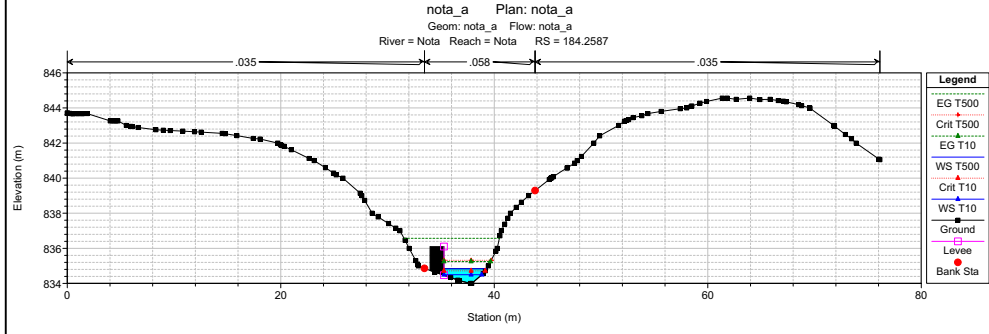 nota_a Plan: nota_a
Geom: nota_a Flow: nota_a
River = Nota Reach = Nota RS = 184.2587
.035 .058 .035
846
844
842
840
838
836
834
Elevation (m)
0 20 40 60 80
Station (m)
Legend
EG T500
Crit T500
EG T10
WS T500
Crit T10
WS T10
Ground
Levee
Bank Sta